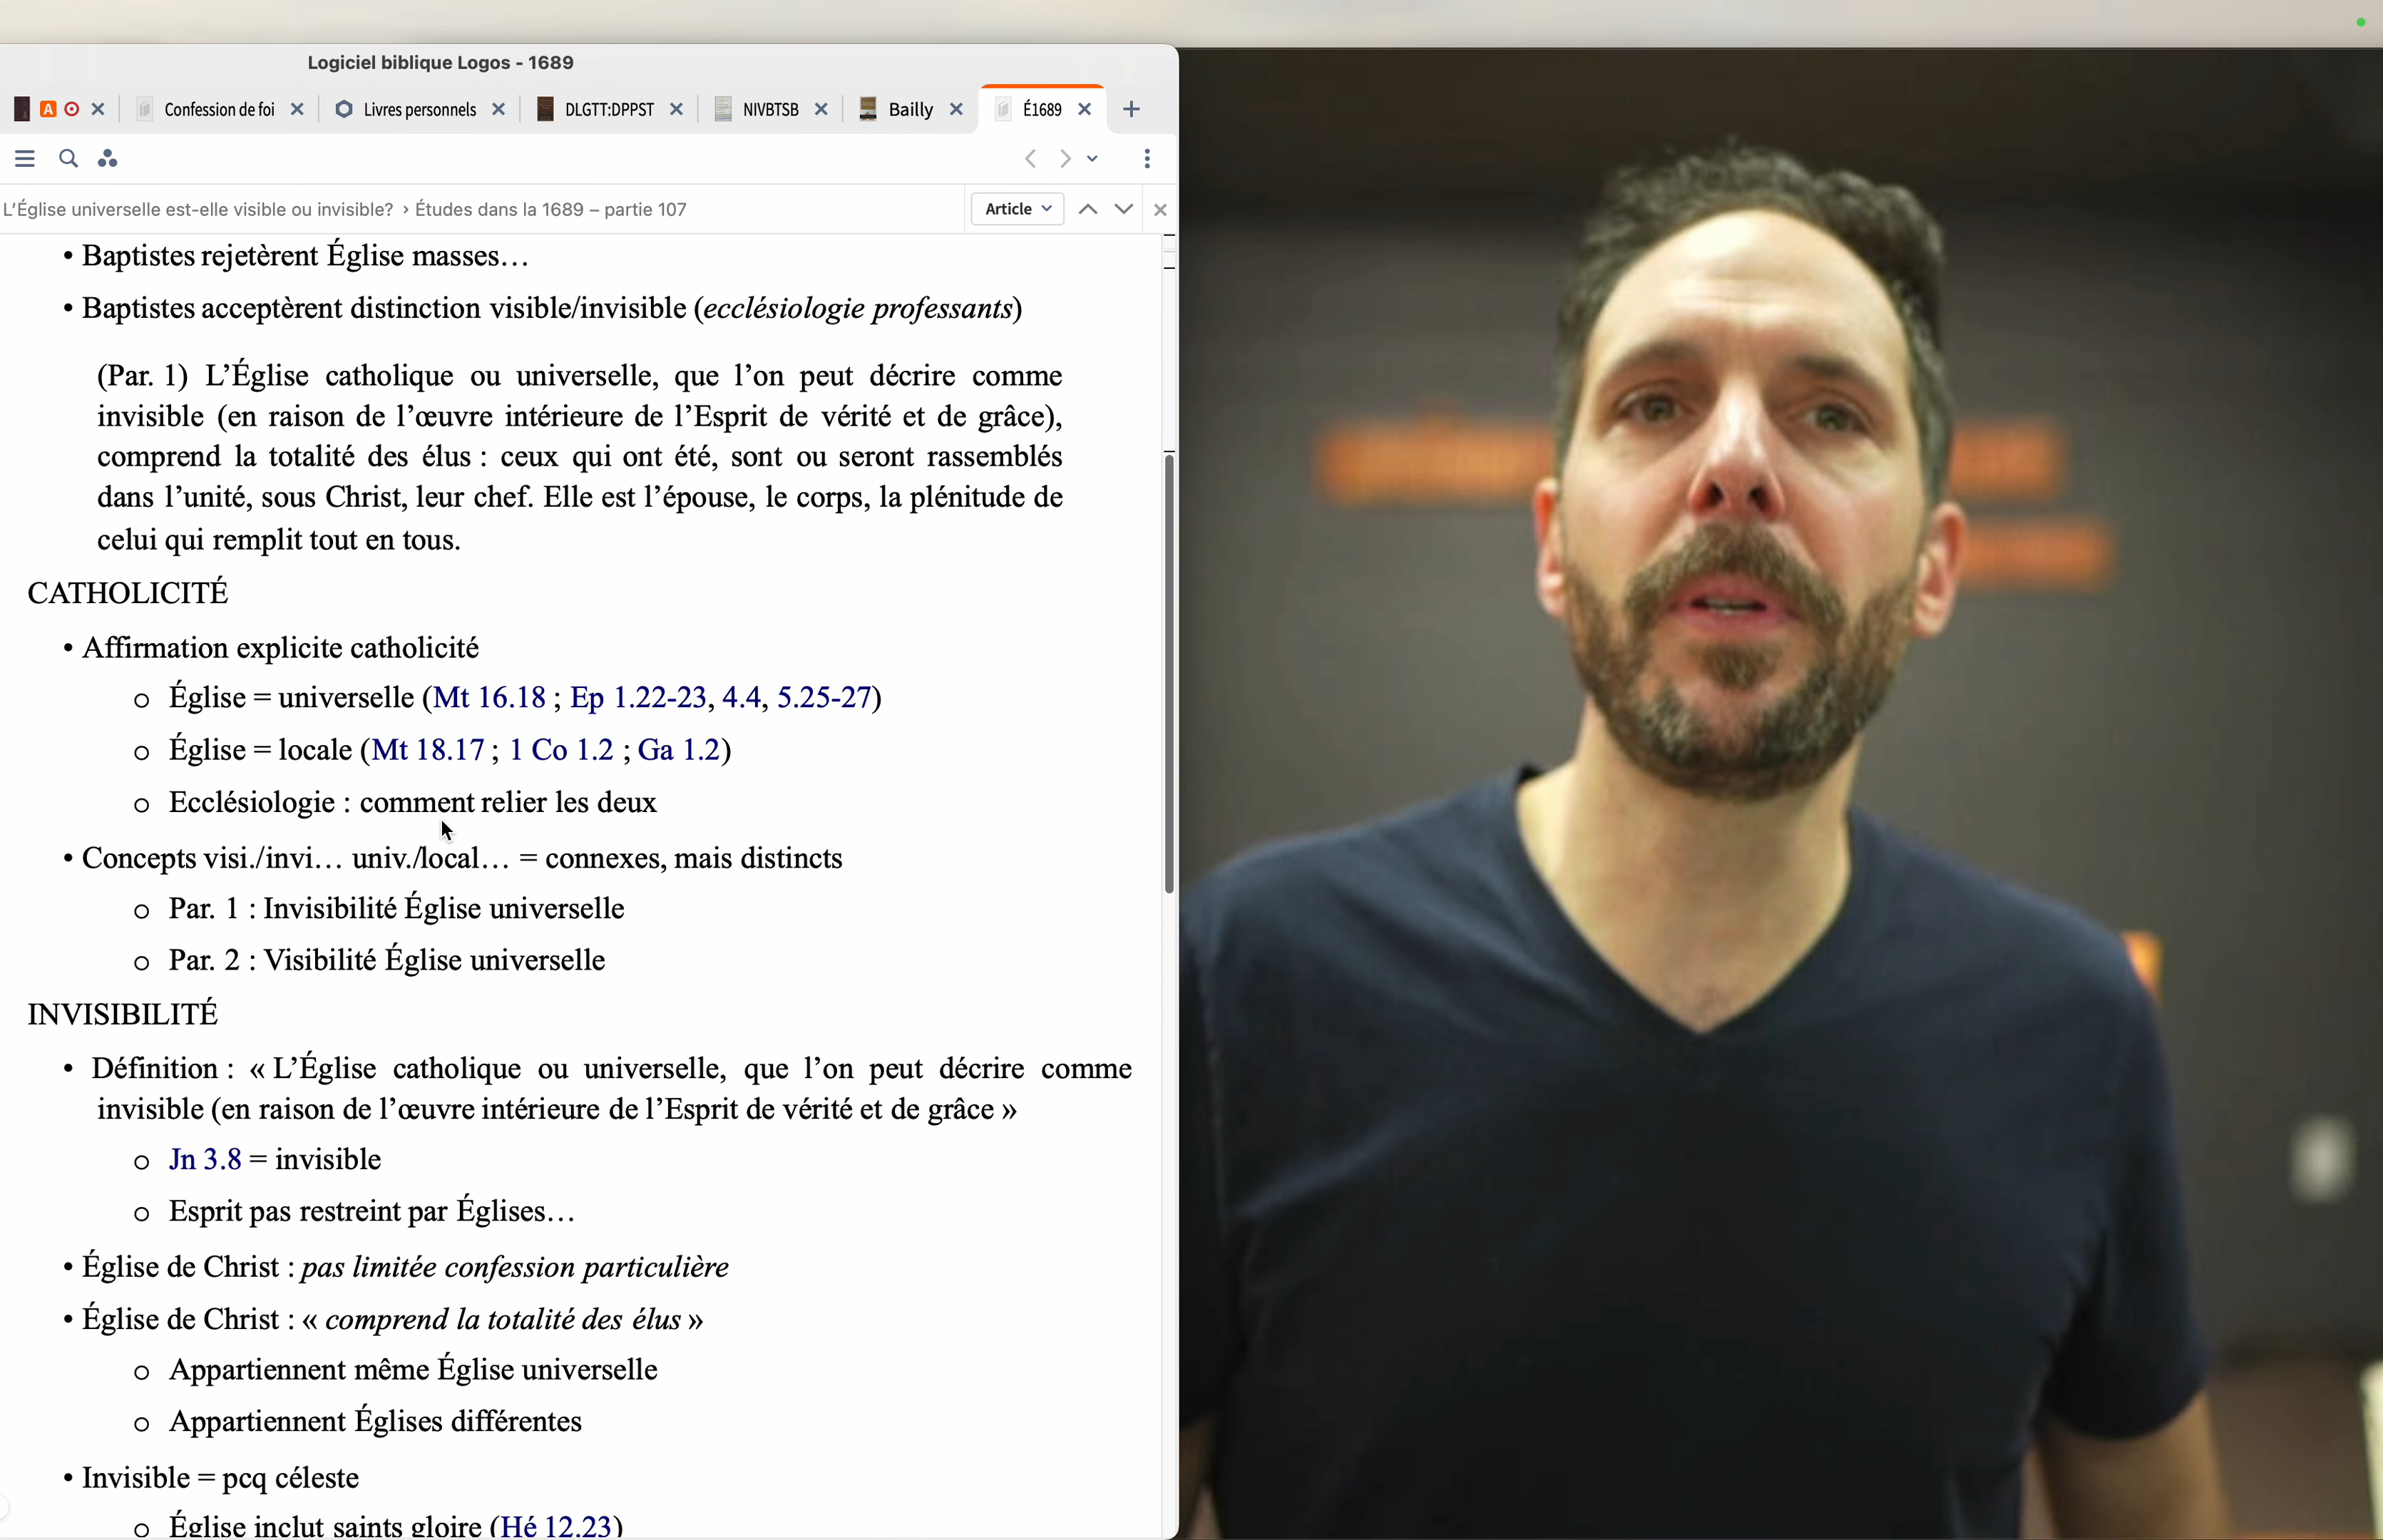 Logiciel biblique Logos - 1689
A
Confession de foi
Livres personnels
DLGTT:DPPST
NIVBTSB
Bailly
É1689
L’Église universelle est-elle visible ou invisible? › Études dans la 1689 – partie 107
Article
• Baptistes rejetèrent Église masses…
• Baptistes acceptèrent distinction visible/invisible (ecclésiologie professants)
(Par. 1) L’Église catholique ou universelle, que l’on peut décrire comme
invisible (en raison de l’œuvre intérieure de l’Esprit de vérité et de grâce),
comprend la totalité des élus : ceux qui ont été, sont ou seront rassemblés
dans l’unité, sous Christ, leur chef. Elle est l’épouse, le corps, la plénitude de
celui qui remplit tout en tous.
CATHOLICITÉ
• Affirmation explicite catholicité
o Église = universelle (Mt 16.18 ; Ep 1.22-23, 4.4, 5.25-27)
o Église = locale (Mt 18.17 ; 1 Co 1.2 ; Ga 1.2)
o Ecclésiologie : comment relier les deux
• Concepts visi./invi… univ./local… = connexes, mais distincts
o Par. 1 : Invisibilité Église universelle
o Par. 2 : Visibilité Église universelle
INVISIBILITÉ
• Définition : « L’Église catholique ou universelle, que l’on peut décrire comme
invisible (en raison de l’œuvre intérieure de l’Esprit de vérité et de grâce »
o Jn 3.8 = invisible
o Esprit pas restreint par Églises…
• Église de Christ : pas limitée confession particulière
• Église de Christ : « comprend la totalité des élus »
o Appartiennent même Église universelle
o Appartiennent Églises différentes
• Invisible = pcq céleste
o Église inclut saints gloire (Hé 12.23)